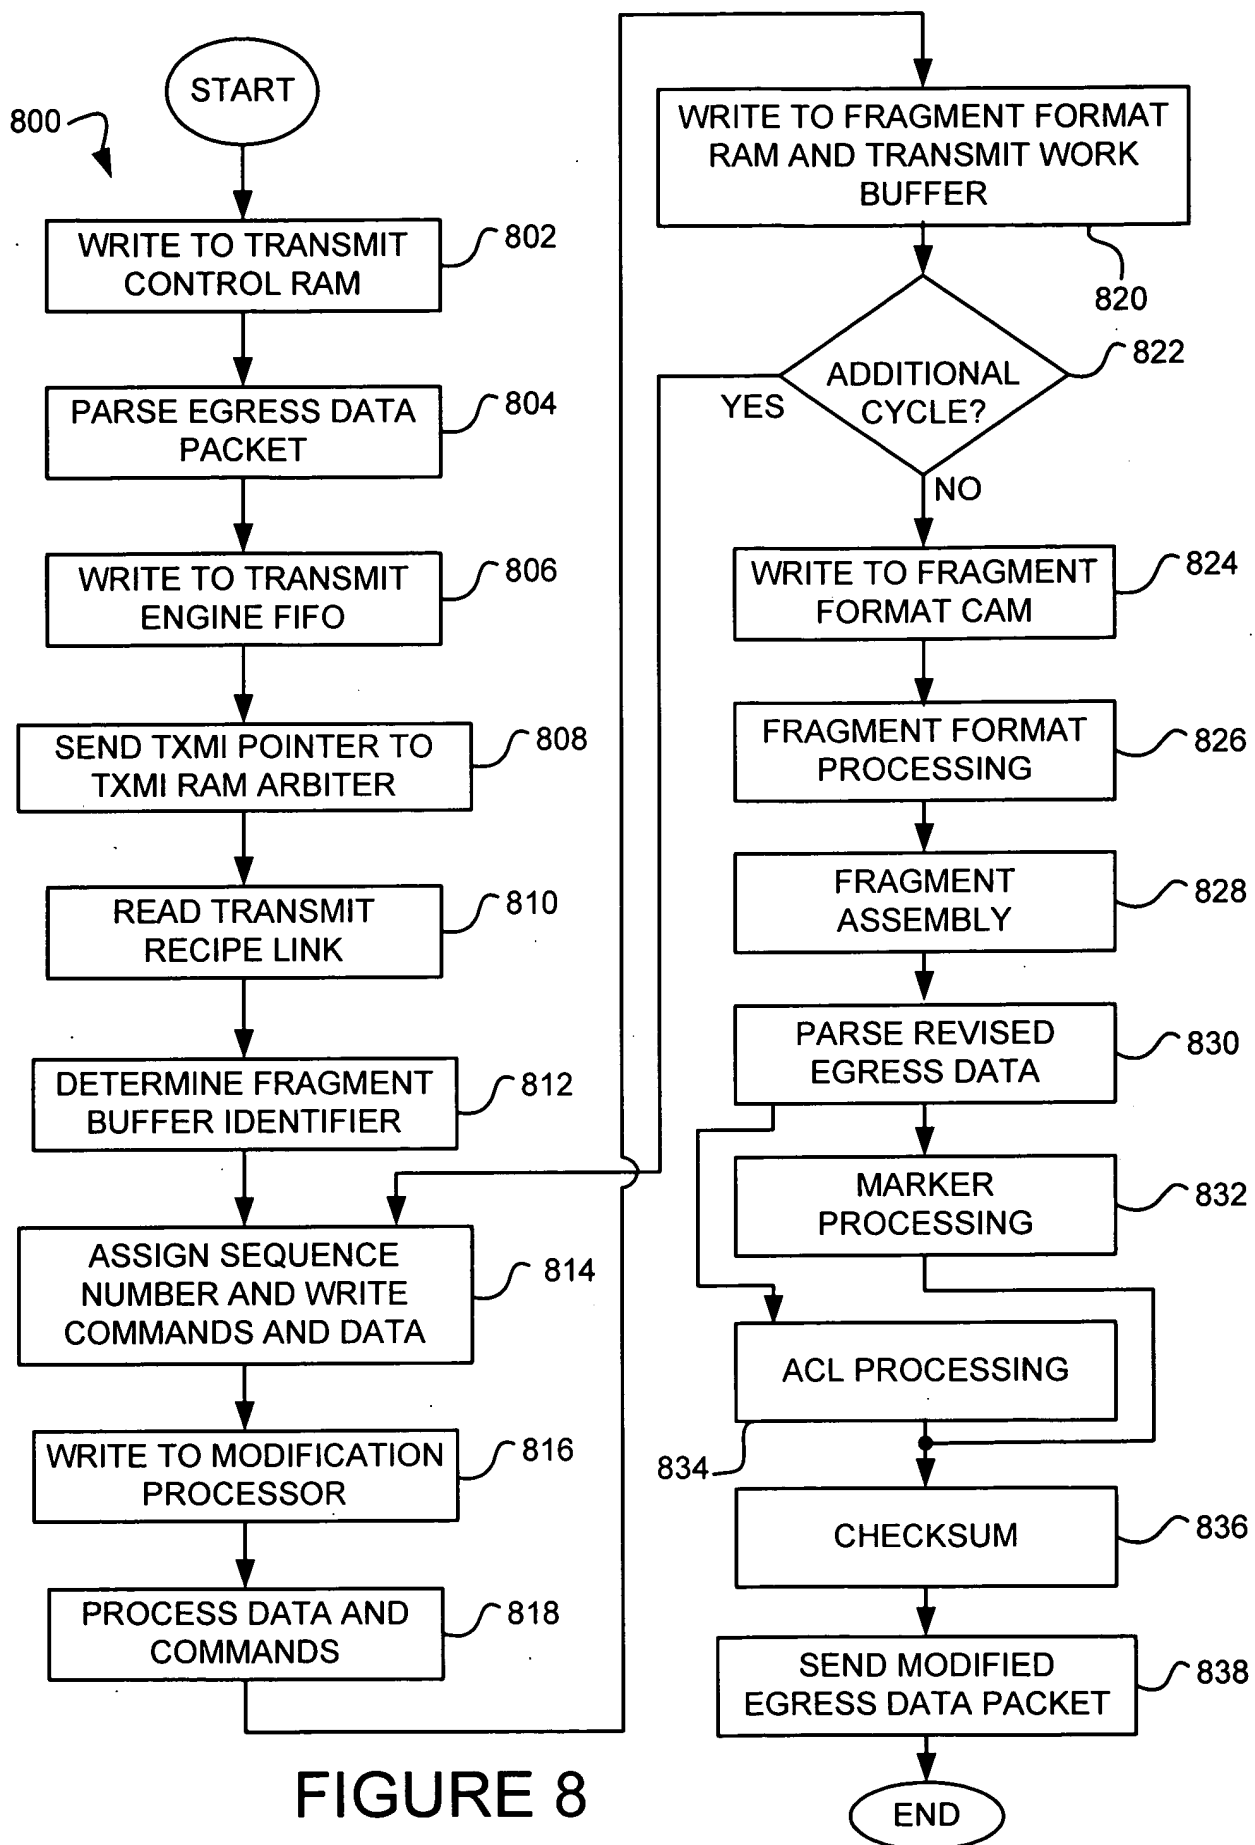 START
800
WRITE TO TRANSMIT
CONTROL RAM
802
PARSE EGRESS DATA
PACKET
804
WRITE TO TRANSMIT
ENGINE FIFO
806
SEND TXMI POINTER TO
TXMI RAM ARBITER
808
READ TRANSMIT
RECIPE LINK
810
DETERMINE FRAGMENT
BUFFER IDENTIFIER
812
ASSIGN SEQUENCE
NUMBER AND WRITE
COMMANDS AND DATA
814
WRITE TO MODIFICATION
PROCESSOR
816
PROCESS DATA AND
COMMANDS
818
WRITE TO FRAGMENT FORMAT
RAM AND TRANSMIT WORK
BUFFER
820
ADDITIONAL
CYCLE?
822
YES
NO
WRITE TO FRAGMENT
FORMAT CAM
824
FRAGMENT FORMAT
PROCESSING
826
FRAGMENT
ASSEMBLY
828
PARSE REVISED
EGRESS DATA
830
MARKER
PROCESSING
832
ACL PROCESSING
834
CHECKSUM
836
SEND MODIFIED
EGRESS DATA PACKET
838
END
FIGURE 8